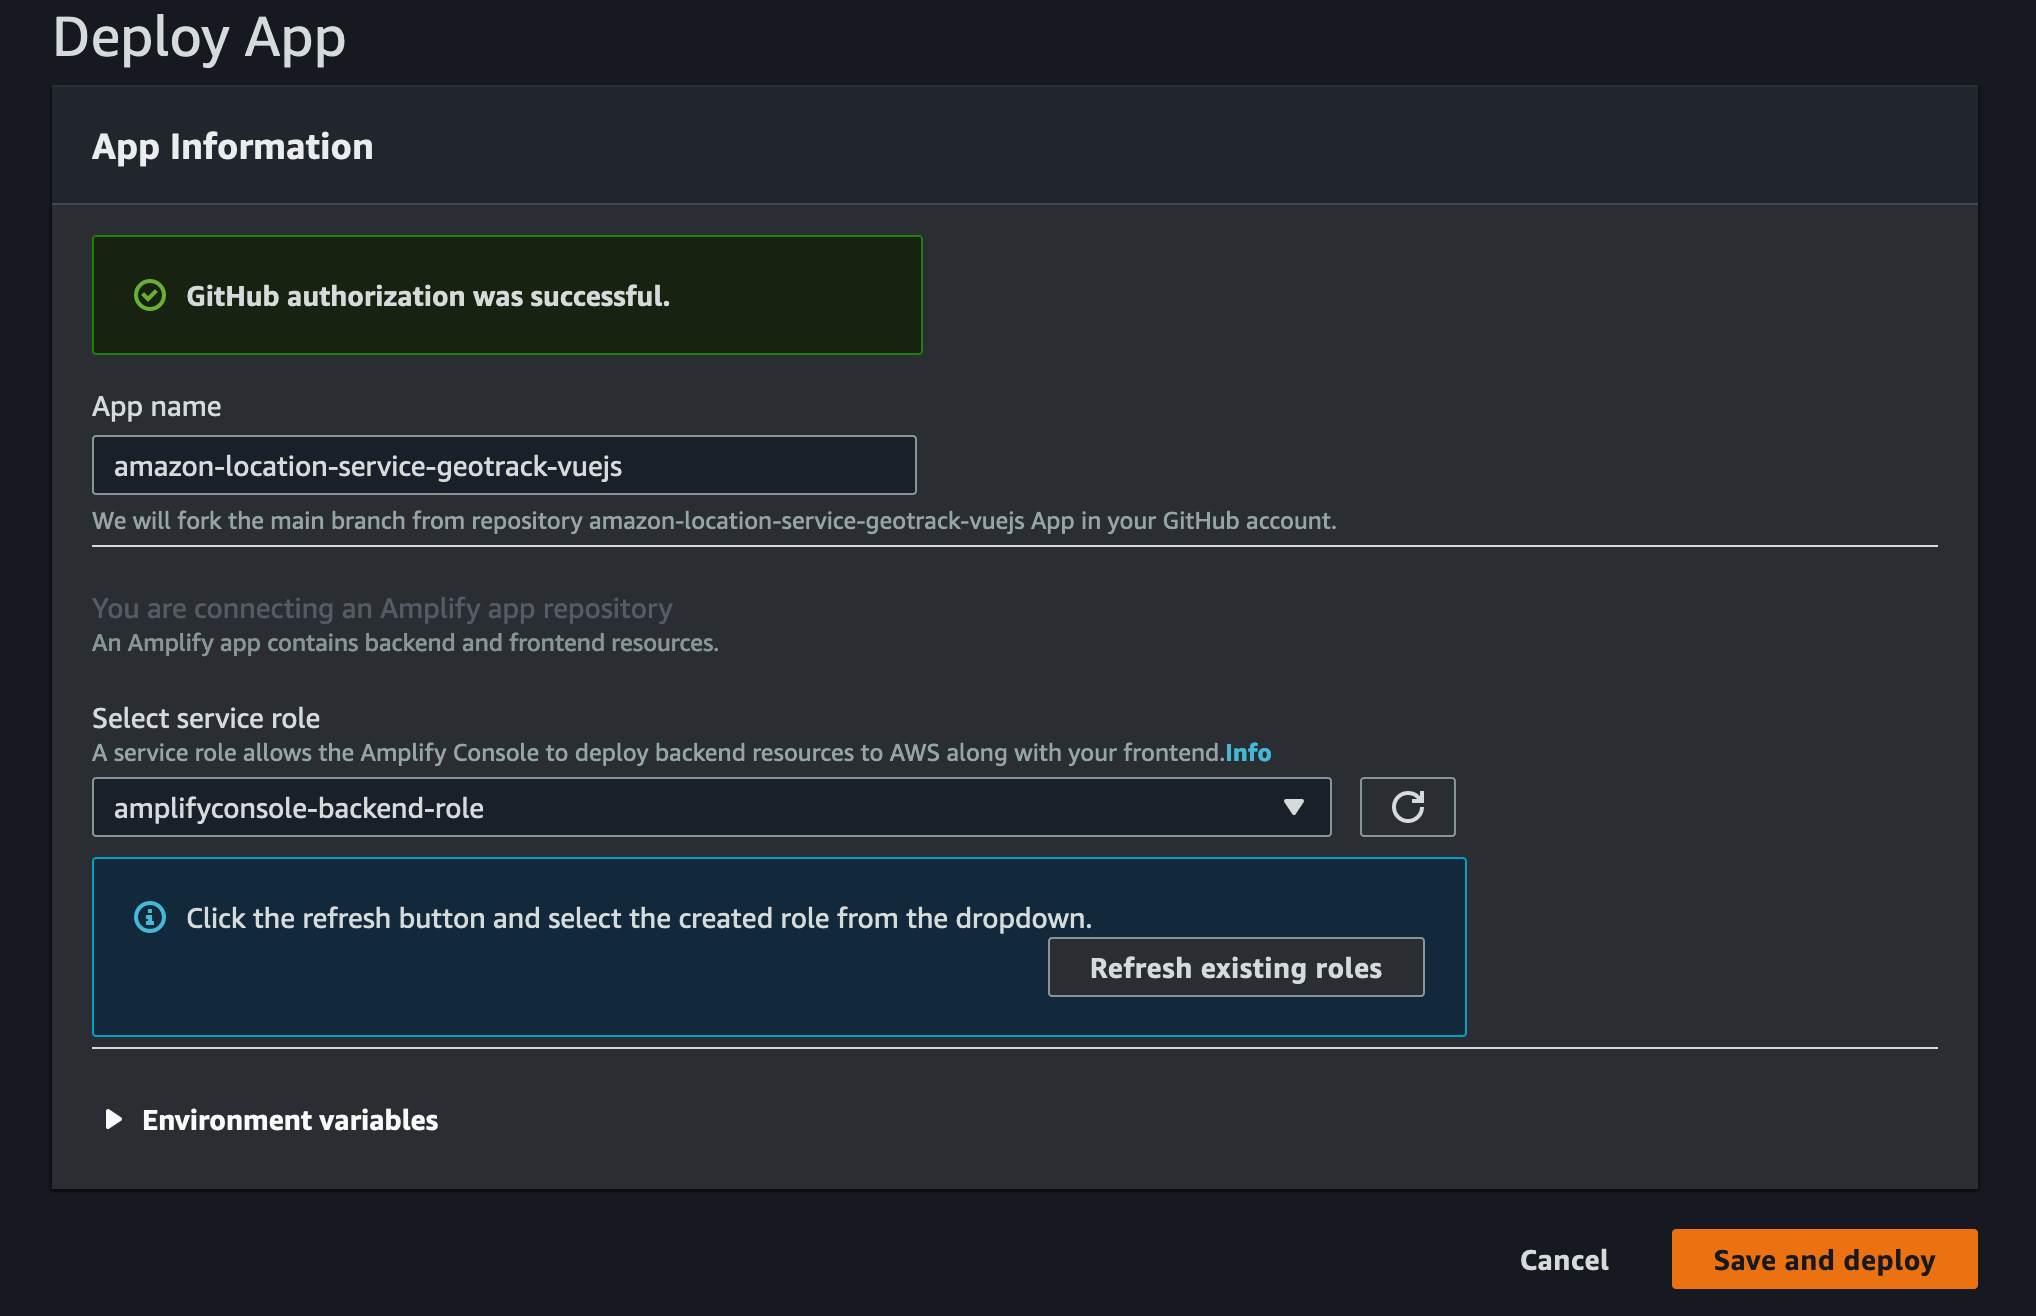 Deploy App
App Information
GitHub authorization was successful.
App name
amazon-location-service-geotrack-vuejs
We will fork the main branch from repository amazon-location-service-geotrack-vuejs App in your GitHub account.
You are connecting an Amplify app repository
An Amplify app contains backend and frontend resources.
Select service role
A service role allows the Amplify Console to deploy backend resources to AWS along with your frontend.Info
amplifyconsole-backend-role
Click the refresh button and select the created role from the dropdown.
Refresh existing roles
Environment variables
Cancel
Save and deploy